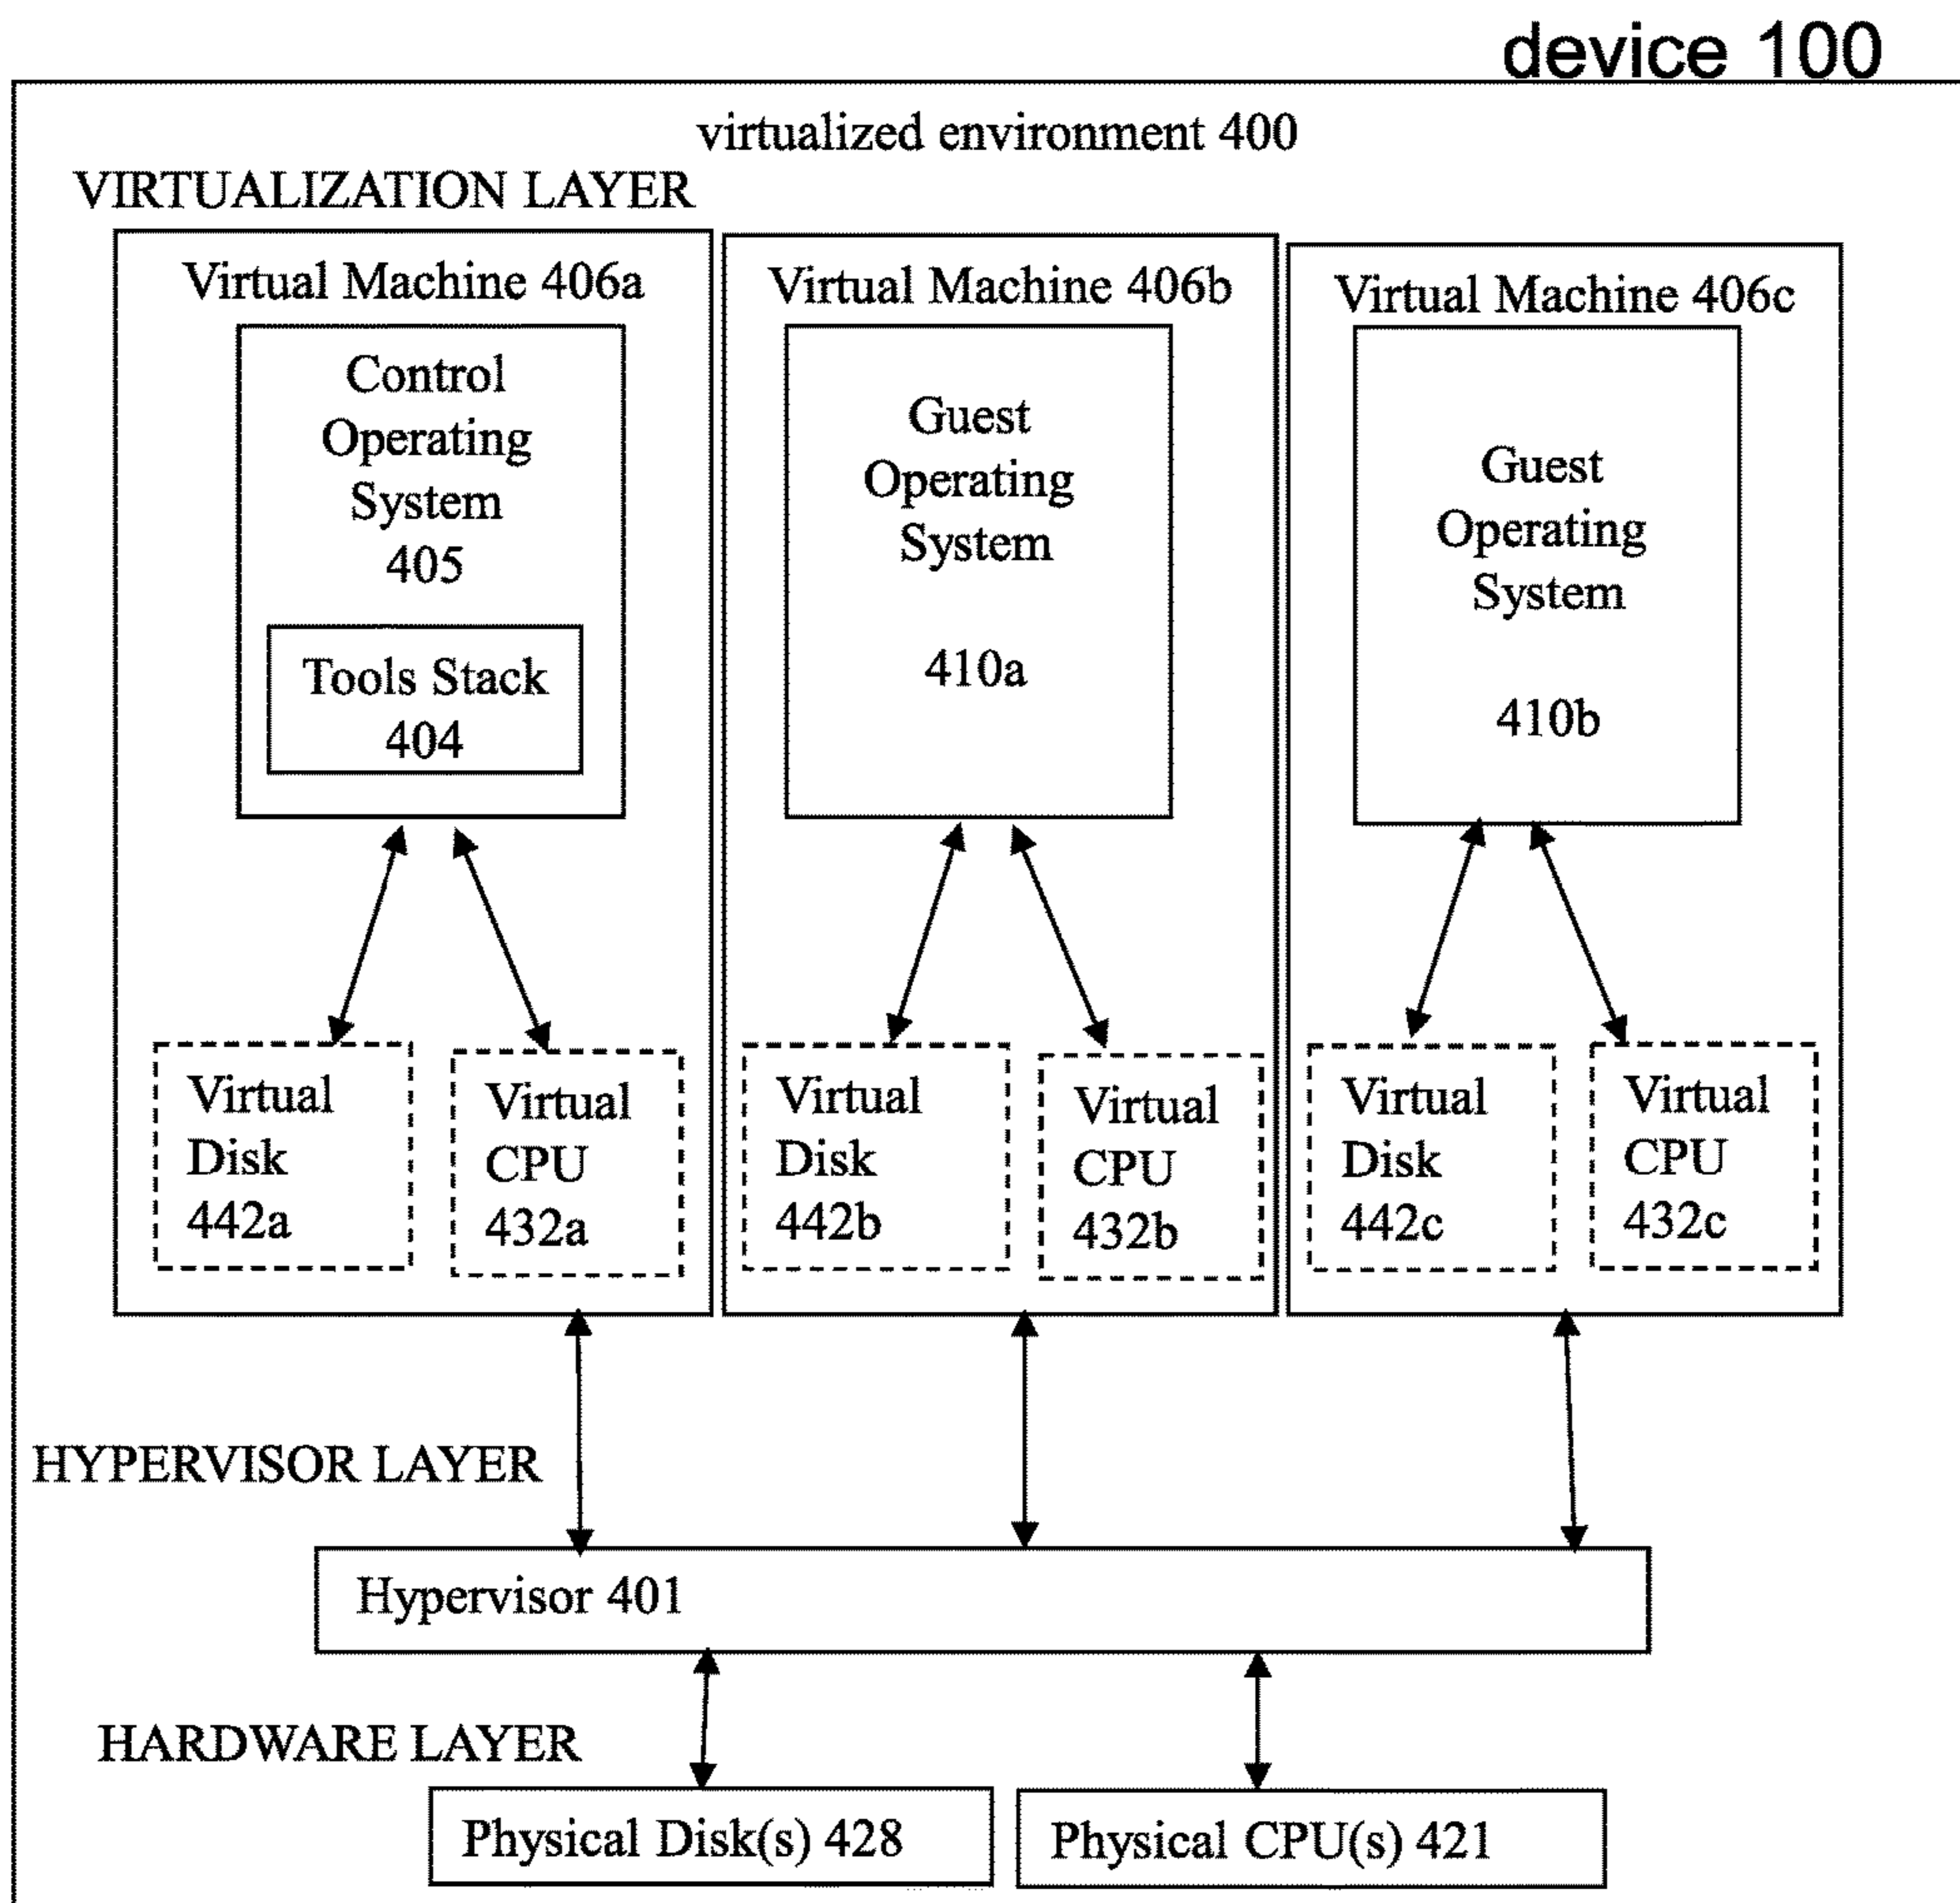 device 100
virtualized environment 400
VIRTUALIZATION LAYER
Virtual Machine 406a
Control
Operating
System
405
Tools Stack
404
Virtual
Disk
442a
Virtual
CPU
432a
Virtual Machine 406b
Guest
Operating
System
410a
Virtual
Disk
442b
Virtual
CPU
432b
Virtual Machine 406c
Guest
Operating
System
410b
Virtual
Disk
442c
Virtual
CPU
432c
HYPERVISOR LAYER
Hypervisor 401
HARDWARE LAYER
Physical Disk(s) 428
Physical CPU(s) 421